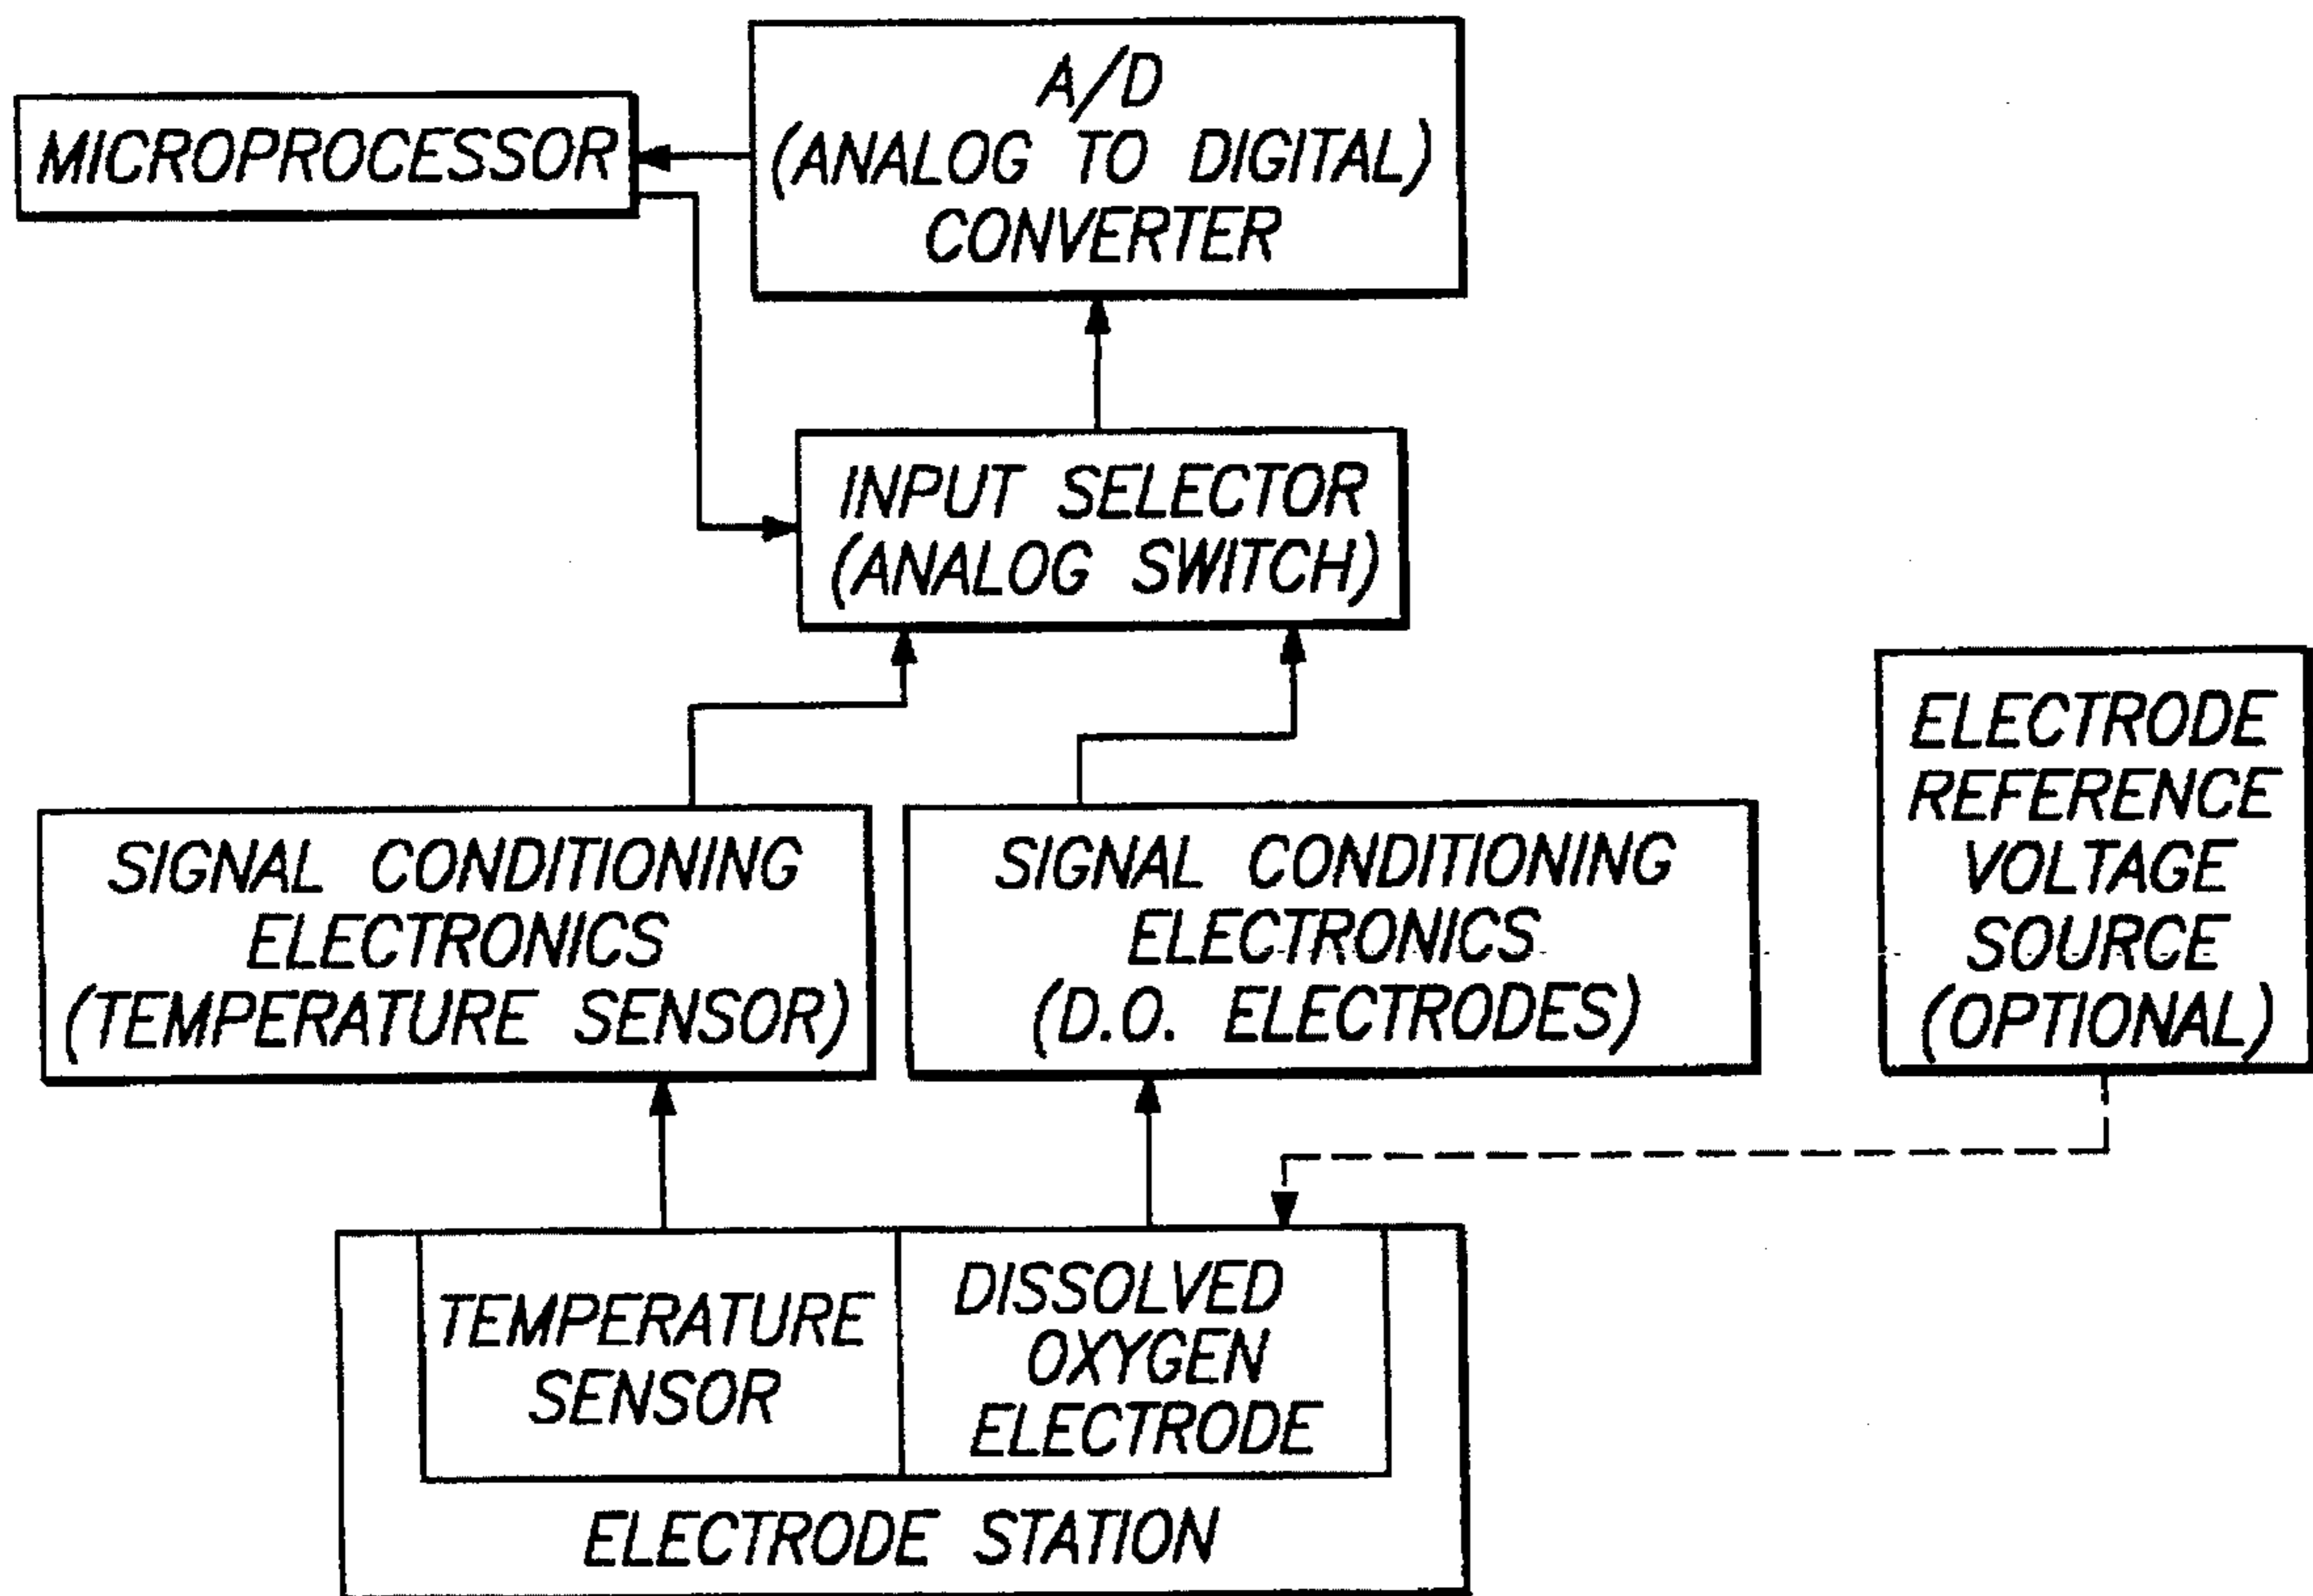 MICROPROCESSOR
A/D
(ANALOG TO DIGITAL)
CONVERTER
INPUT SELECTOR
(ANALOG SWITCH)
SIGNAL CONDITIONING
ELECTRONICS
(TEMPERATURE SENSOR)
SIGNAL CONDITIONING
ELECTRONICS
(D.O. ELECTRODES)
ELECTRODE
REFERENCE
VOLTAGE
SOURCE
(OPTIONAL)
TEMPERATURE
SENSOR
DISSOLVED
OXYGEN
ELECTRODE
ELECTRODE STATION